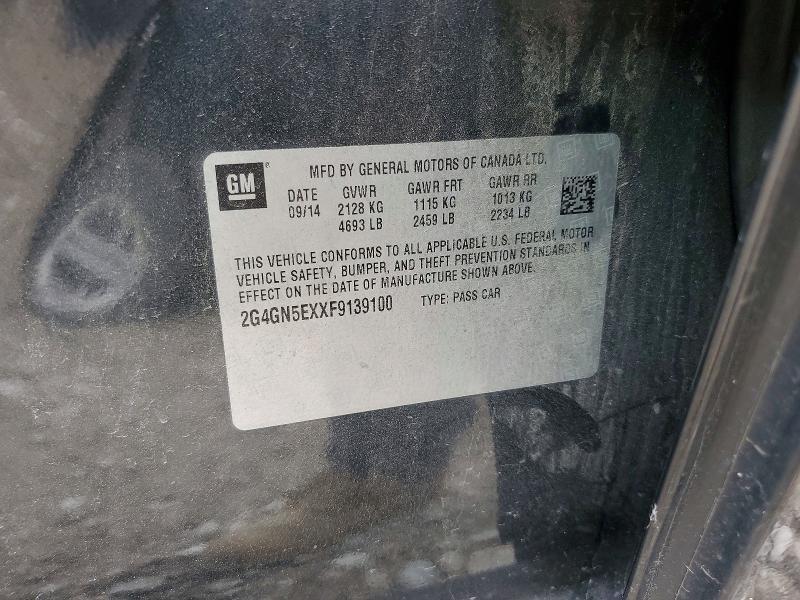 GM
MFD BY GENERAL MOTORS OF CANADA LTD.
DATE GVWR GAWR FRT GAWR RR
09/14 2128 KG 1115 KG 1013 KG
4693 LB 2459 LB 2234 LB
THIS VEHICLE CONFORMS TO ALL APPLICABLE U.S. FEDERAL MOTOR
VEHICLE SAFETY, BUMPER, AND THEFT PREVENTION STANDARDS IN
EFFECT ON THE DATE OF MANUFACTURE SHOWN ABOVE.
2G4GN5EXXF9139100 TYPE: PASS CAR